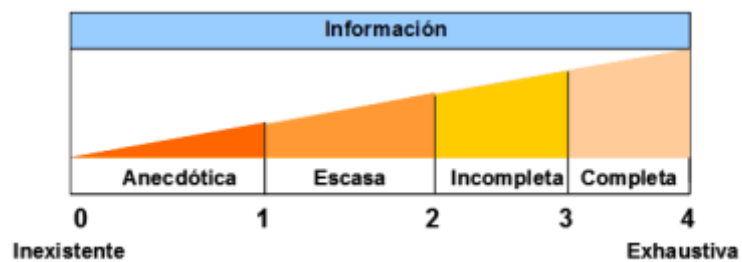 Información
Anecdótica Escasa Incompleta Completa
0 1 2 3 4
Inexistente Exhaustiva